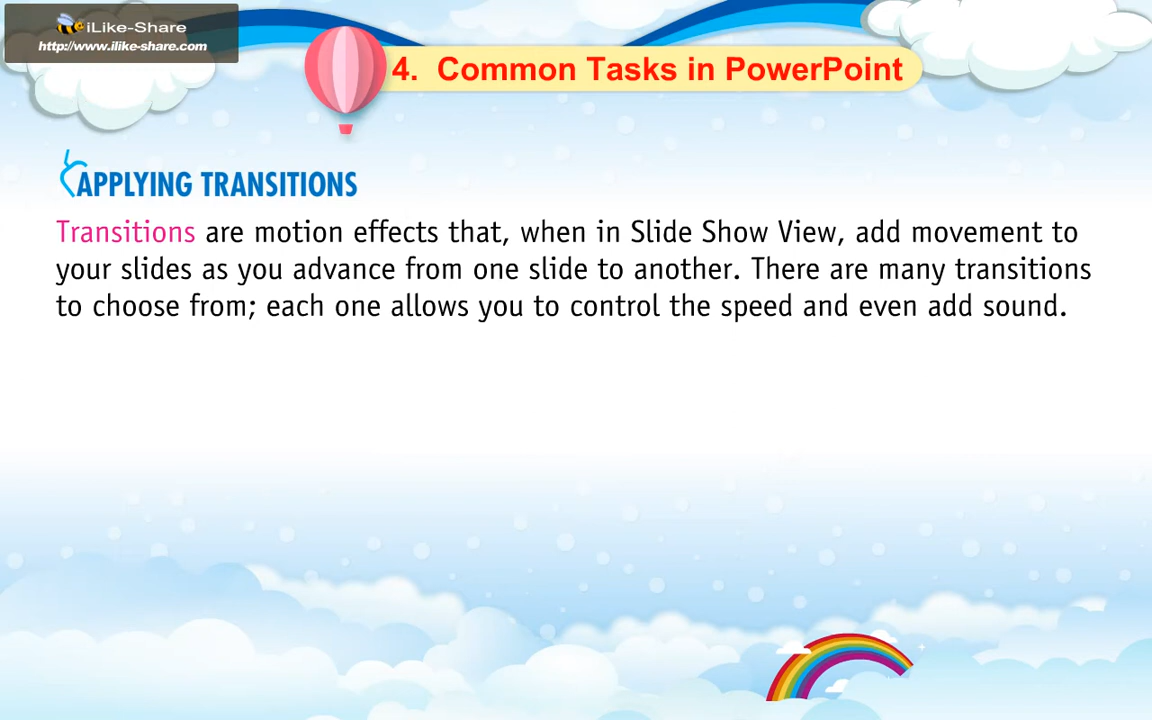 iLike-Share
http://www.ilike-share.com
4. Common Tasks in PowerPoint
APPLYING TRANSITIONS
Transitions are motion effects that, when in Slide Show View, add movement to
your slides as you advance from one slide to another. There are many transitions
to choose from; each one allows you to control the speed and even add sound.